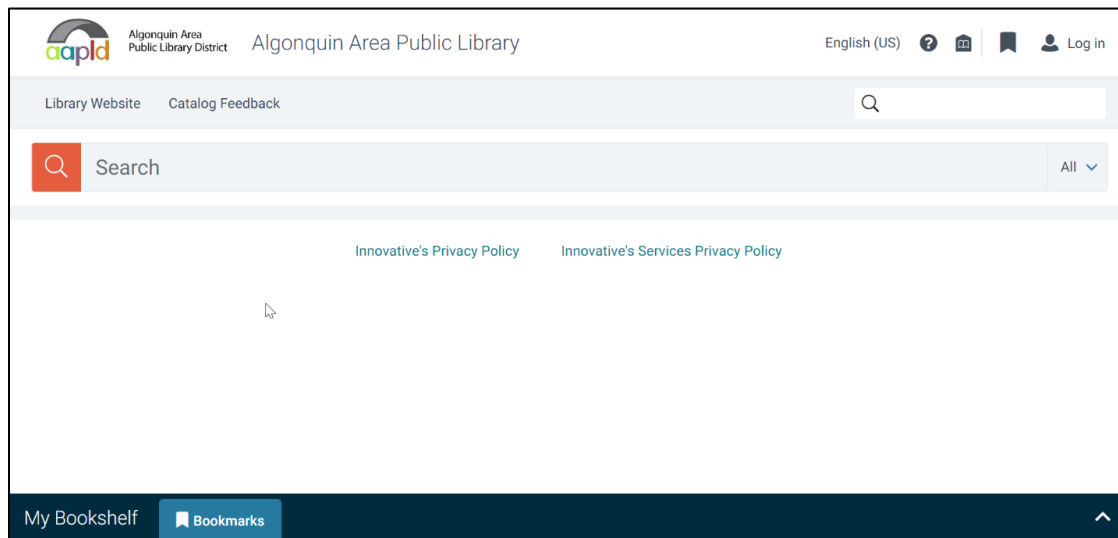 aapld
Algonquin Area
Public Library District
Algonquin Area Public Library
English (US)
?
Log in
Library Website
Catalog Feedback
Search
All
Innovative's Privacy Policy
Innovative's Services Privacy Policy
My Bookshelf
Bookmarks